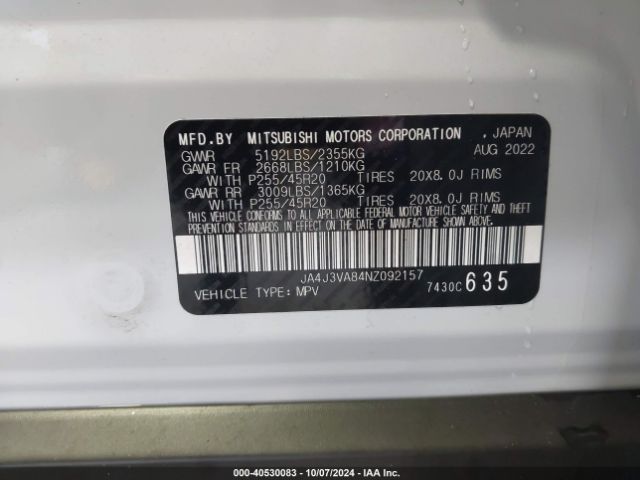 MFD.BY MITSUBISHI MOTORS CORPORATION , JAPAN
GWWR 5192LBS/2355KG AUG 2022
GAWR FR 2668LBS/1210KG
WITH P255/45R20 TIRES 20X8.0J RIMS
GAWR RR 3009LBS/1365KG
WITH P255/45R20 TIRES 20X8.0J RIMS
THIS VEHICLE CONFORMS TO ALL APPLICABLE FEDERAL MOTOR VEHICLE SAFETY AND THEFT
PREVENTION STANDARDS IN EFFECT ON THE DATE OF MANUFACTURE SHOWN ABOVE.
JA4J3VA84NZ092157
VEHICLE TYPE: MPV 7430C 635
000-40530083 - 10/07/2024 - IAAI.COM